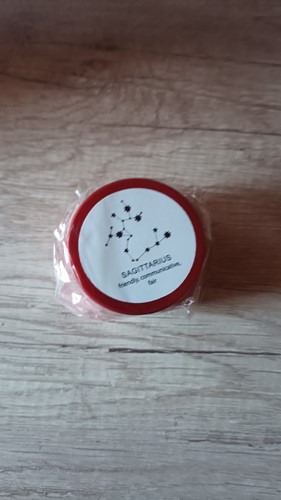 SAGITTARIUS
friendly, communicative,
fair